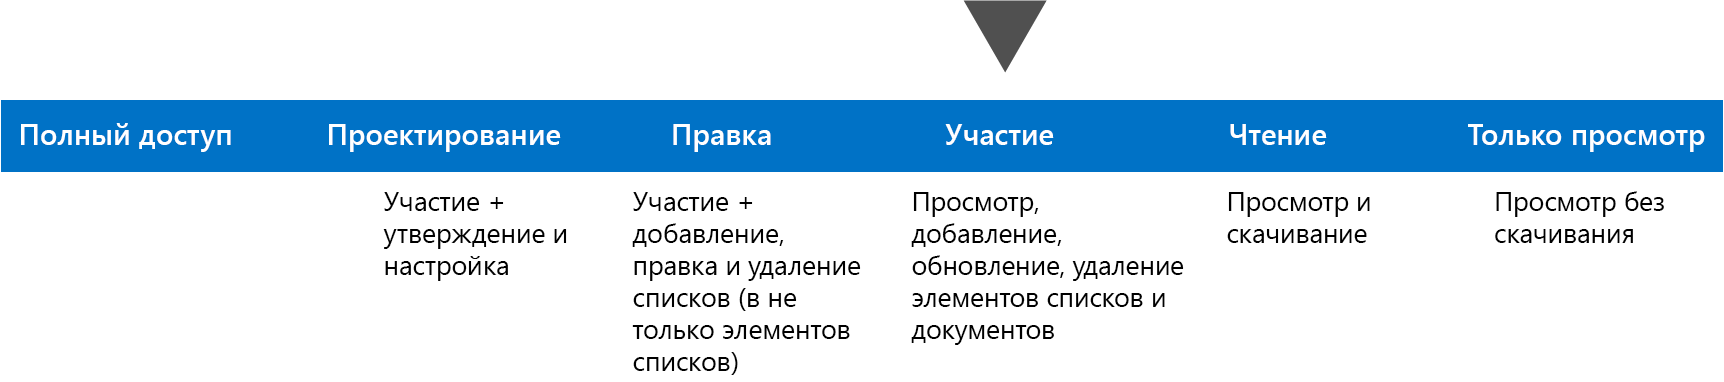 Полный доступ
Проектирование
Правка
Участие
Чтение
Только просмотр
Участие +
утверждение и
настройка
Участие +
добавление,
правка и удаление
списков (в не
только элементов
списков)
Просмотр,
добавление,
обновление, удаление
элементов списков и
документов
Просмотр и
скачивание
Просмотр без
скачивания